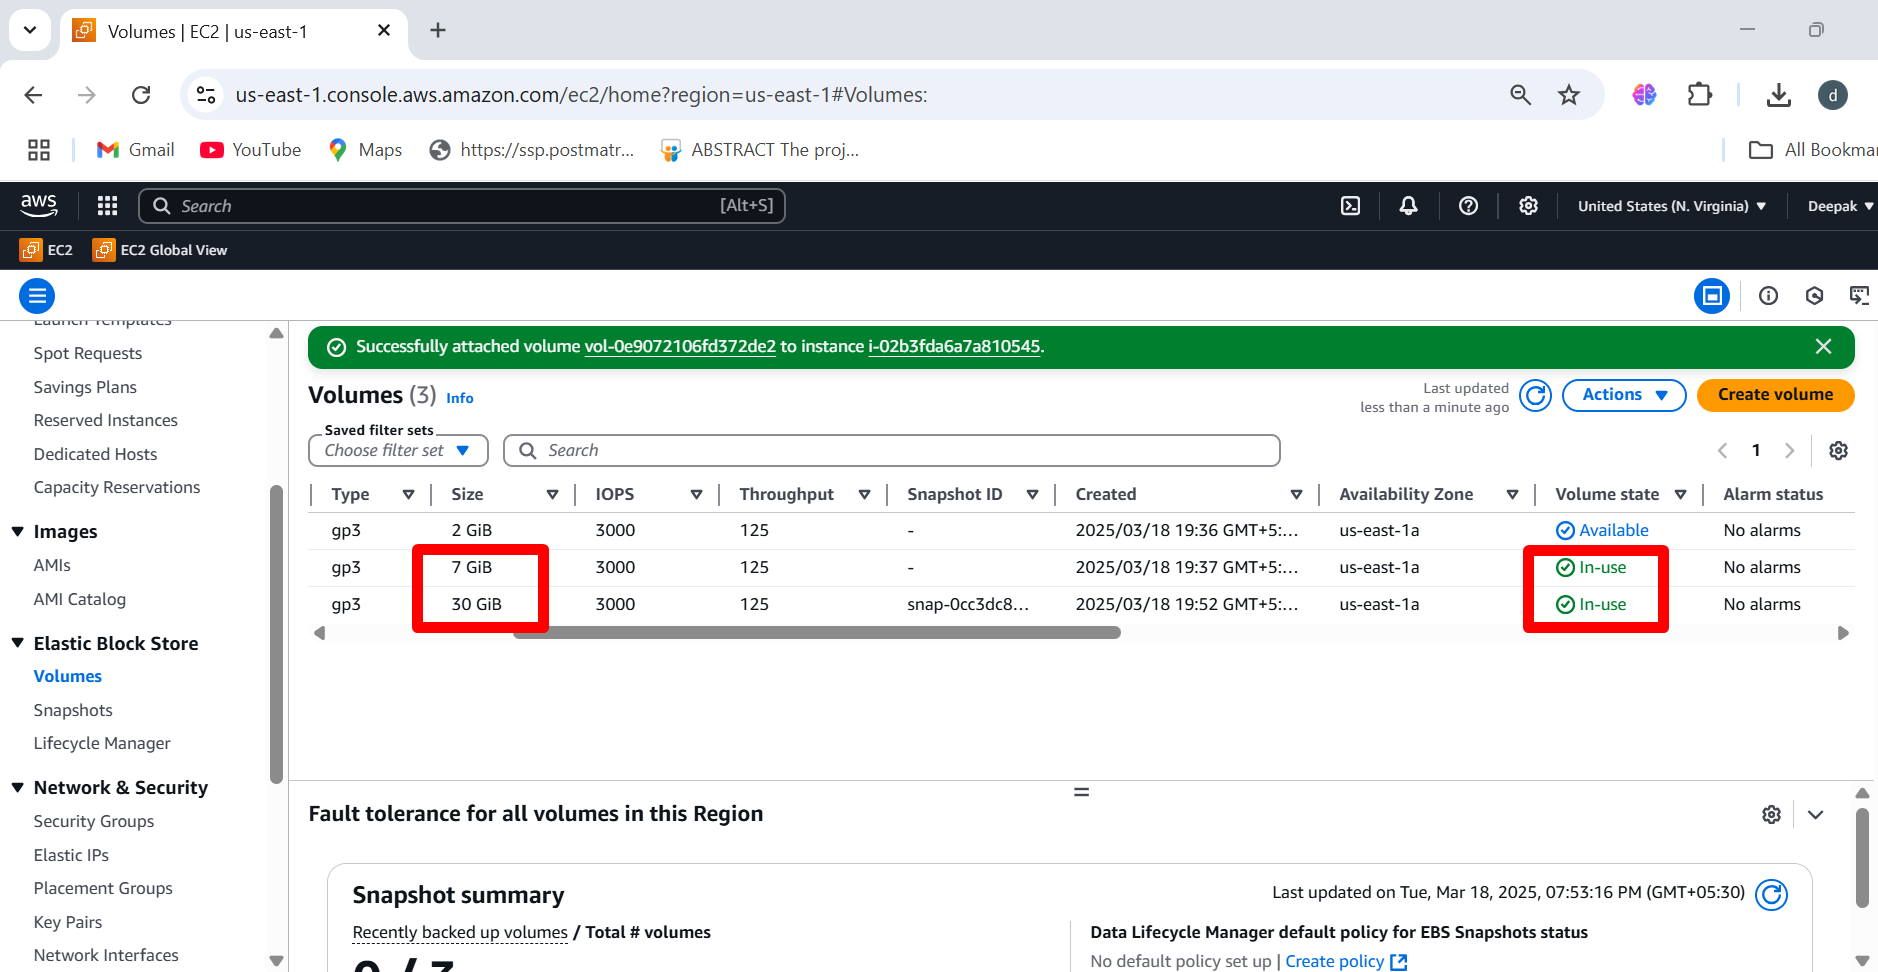 Volumes | EC2 | us-east-1
us-east-1.console.aws.amazon.com/ec2/home?region=us-east-1#Volumes:
d
Gmail
YouTube
Maps
https://ssp.postmatr...
ABSTRACT The proj...
All Bookmar
aws
Search
[Alt+S]
United States (N. Virginia)
Deepak
EC2
EC2 Global View
Launch Templates
Spot Requests
Savings Plans
Reserved Instances
Dedicated Hosts
Capacity Reservations
Images
AMIs
AMI Catalog
Elastic Block Store
Volumes
Snapshots
Lifecycle Manager
Network & Security
Security Groups
Elastic IPs
Placement Groups
Key Pairs
Network Interfaces
Successfully attached volume vol-0e9072106fd372de2 to instance i-02b3fda6a7a810545.
Volumes (3) Info
Last updated
less than a minute ago
Actions
Create volume
Saved filter sets
Choose filter set
Search
1
Type Size IOPS Throughput Snapshot ID Created Availability Zone Volume state Alarm status
gp3 2 GiB 3000 125 - 2025/03/18 19:36 GMT+5:... us-east-1a Available No alarms
gp3 7 GiB 3000 125 - 2025/03/18 19:37 GMT+5:... us-east-1a In-use No alarms
gp3 30 GiB 3000 125 snap-0cc3dc8... 2025/03/18 19:52 GMT+5:... us-east-1a In-use No alarms
Fault tolerance for all volumes in this Region
Snapshot summary
Last updated on Tue, Mar 18, 2025, 07:53:16 PM (GMT+05:30)
Recently backed up volumes / Total # volumes
0 / 3
Data Lifecycle Manager default policy for EBS Snapshots status
No default policy set up | Create policy